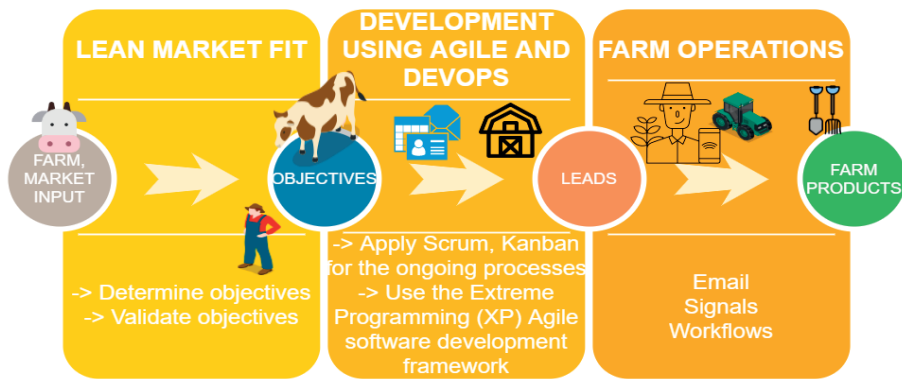 LEAN MARKET FIT
DEVELOPMENT
USING AGILE AND
DEVOPS
FARM OPERATIONS
FARM,
MARKET
INPUT
OBJECTIVES
LEADS
FARM
PRODUCTS
-> Determine objectives
-> Validate objectives
-> Apply Scrum, Kanban
for the ongoing processes
-> Use the Extreme
Programming (XP) Agile
software development
framework
Email
Signals
Workflows